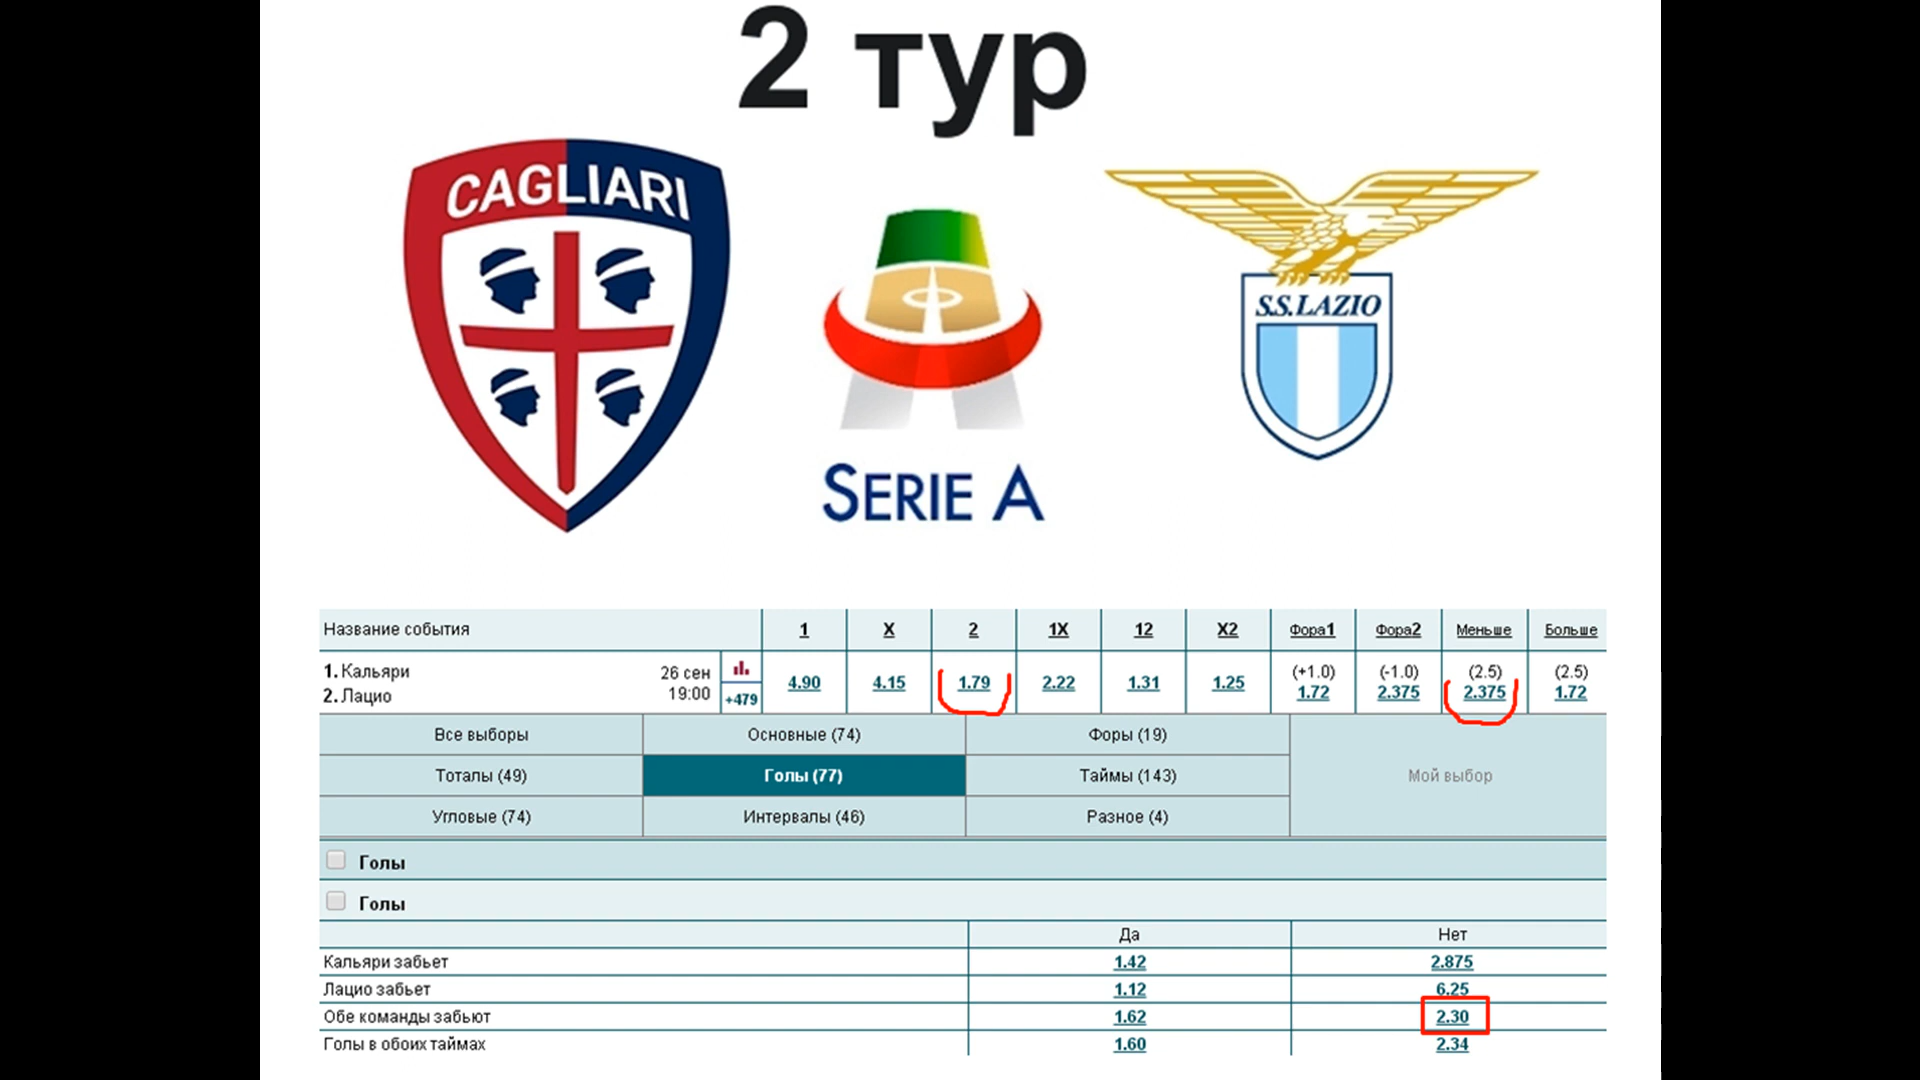 2 тур
CAGLIARI
S.S.LAZIO
SERIE A
Название события 1 X 2 1X 12 X2 Фора1 Фора2 Меньше Больше
1. Кальяри 26 сен (+1.0) (-1.0) (2.5) (2.5)
2. Лацио 19:00 +479 4.90 4.15 1.79 2.22 1.31 1.25 1.72 2.375 2.375 1.72
Все выборы Основные (74) Форы (19)
Тоталы (49) Голы (77) Таймы (143) Мой выбор
Угловые (74) Интервалы (46) Разное (4)
Голы
Голы
Да Нет
Кальяри забьет 1.42 2.875
Лацио забьет 1.12 6.25
Обе команды забьют 1.62 2.30
Голы в обоих таймах 1.60 2.34